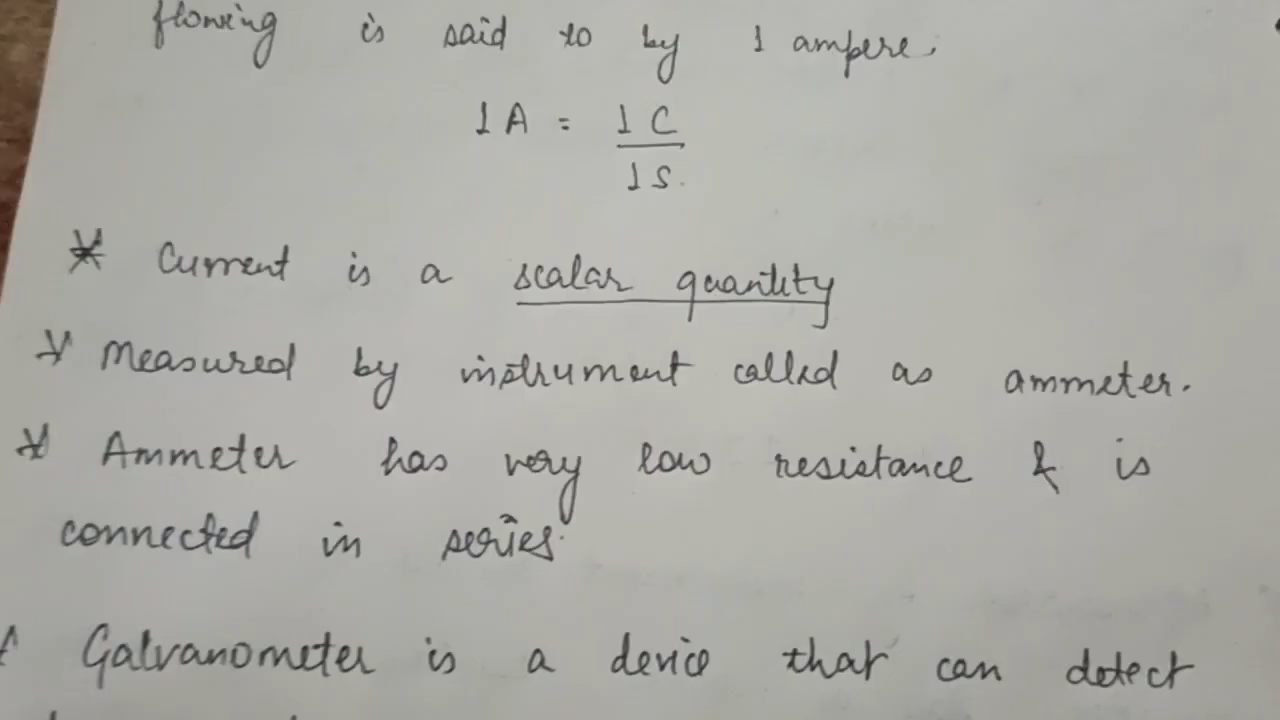 flowing is said to by 1 ampere.
1 A = 1 C
1 S.
* Current is a scalar quantity
* Measured by instrument called as ammeter.
* Ammeter has very low resistance & is
connected in series.
Galvanometer is a device that can detect